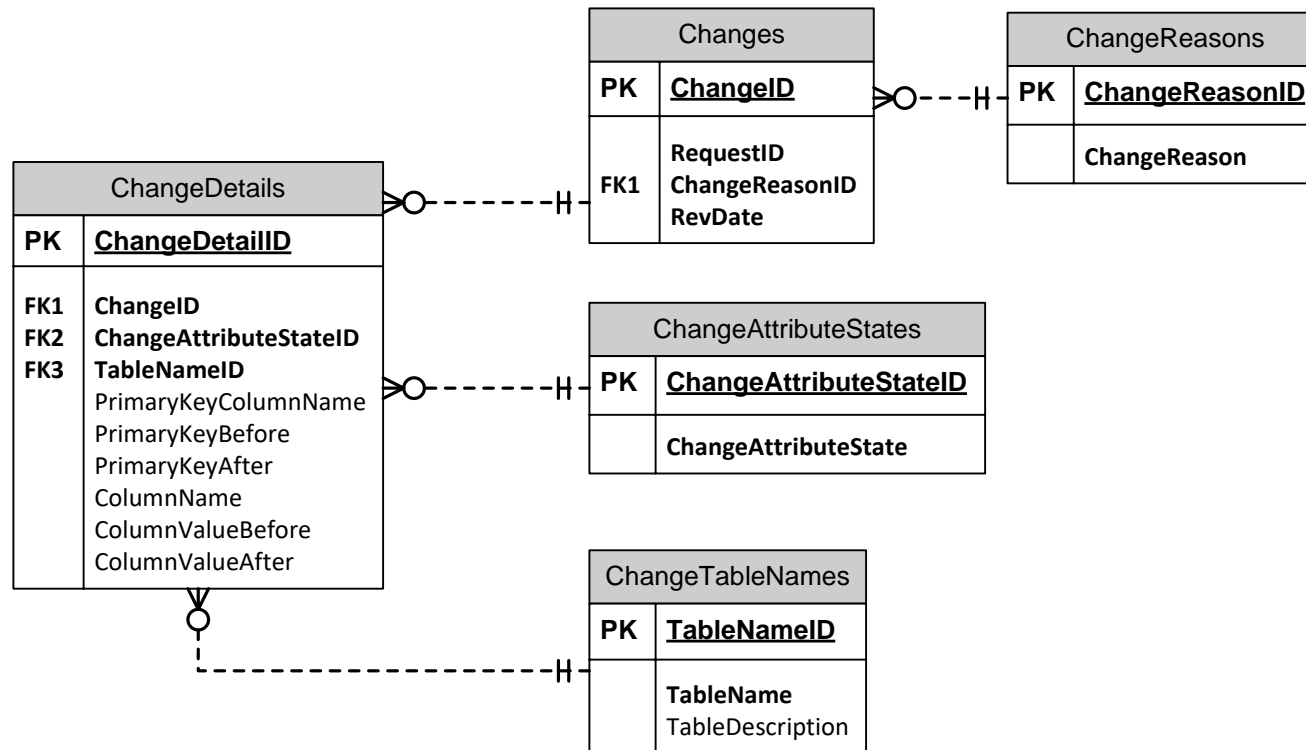 Changes
PK ChangeID
RequestID
FK1 ChangeReasonID
RevDate
ChangeReasons
PK ChangeReasonID
ChangeReason
ChangeDetails
PK ChangeDetailID
FK1 ChangeID
FK2 ChangeAttributeStateID
FK3 TableNameID
PrimaryKeyColumnName
PrimaryKeyBefore
PrimaryKeyAfter
ColumnName
ColumnValueBefore
ColumnValueAfter
ChangeAttributeStates
PK ChangeAttributeStateID
ChangeAttributeState
ChangeTableNames
PK TableNameID
TableName
TableDescription